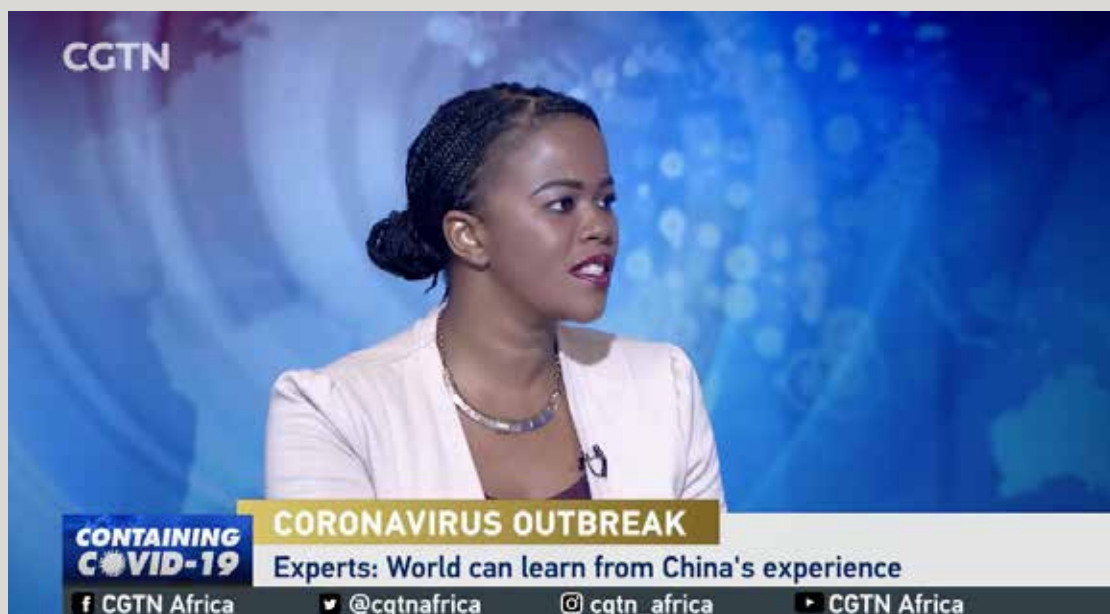 CGTN
CORONAVIRUS OUTBREAK
CONTAINING
COVID-19
Experts: World can learn from China's experience
CGTN Africa
@cgtnafrica
cgtn_africa
CGTN Africa